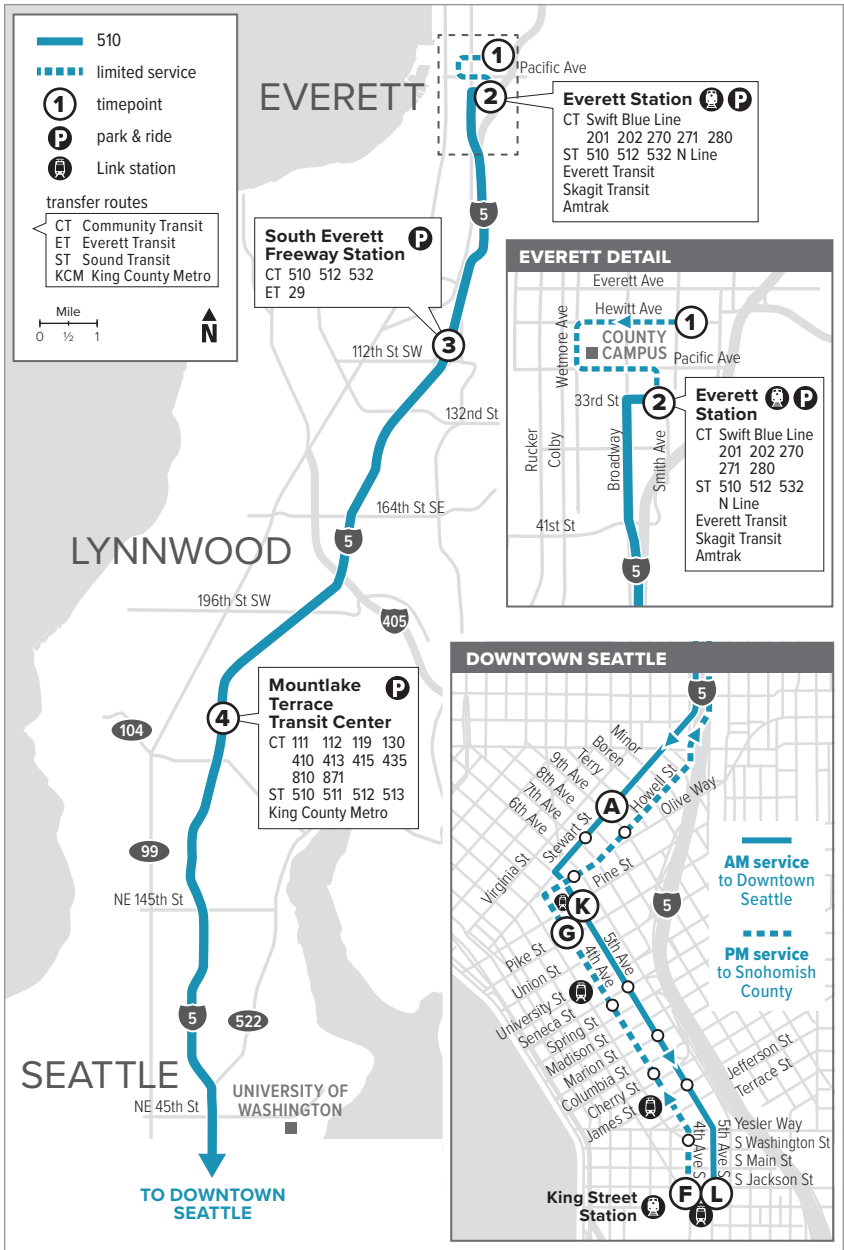 510
limited service
1
timepoint
P
park & ride
Link station
transfer routes
CT Community Transit
ET Everett Transit
ST Sound Transit
KCM King County Metro
Mile
0 ½ 1
N
EVERETT
1
Pacific Ave
2
Everett Station P
CT Swift Blue Line
201 202 270 271 280
ST 510 512 532 N Line
Everett Transit
Skagit Transit
Amtrak
5
South Everett
Freeway Station P
CT 510 512 532
ET 29
3
112th St SW
132nd St
164th St SE
LYNNWOOD
5
196th St SW
405
Mountlake
Terrace
Transit Center
P
CT 111 112 119 130
410 413 415 435
810 871
ST 510 511 512 513
King County Metro
4
104
99
NE 145th St
5
522
SEATTLE
UNIVERSITY OF
WASHINGTON
NE 45th St
TO DOWNTOWN
SEATTLE
EVERETT DETAIL
Everett Ave
Hewitt Ave
1
Wetmore Ave
COUNTY
CAMPUS
Pacific Ave
33rd St
2
Everett
Station
P
CT Swift Blue Line
201 202 270
271 280
ST 510 512 532
N Line
Everett Transit
Skagit Transit
Amtrak
Rucker
Colby
Broadway
Smith Ave
41st St
5
DOWNTOWN SEATTLE
5
Minor
Boren
Terry
9th Ave
8th Ave
7th Ave
6th Ave
Howell St
Olive Way
A
Stewart St
Virginia St
Pine St
AM service
to Downtown
Seattle
5
PM service
to Snohomish
County
K
G
Pike St
5th Ave
4th Ave
Union St
University St
Seneca St
Spring St
Madison St
Marion St
Columbia St
Cherry St
James St
Jefferson St
Terrace St
Yesler Way
S Washington St
S Main St
S Jackson St
4th Ave S
5th Ave S
King Street
Station
F
L